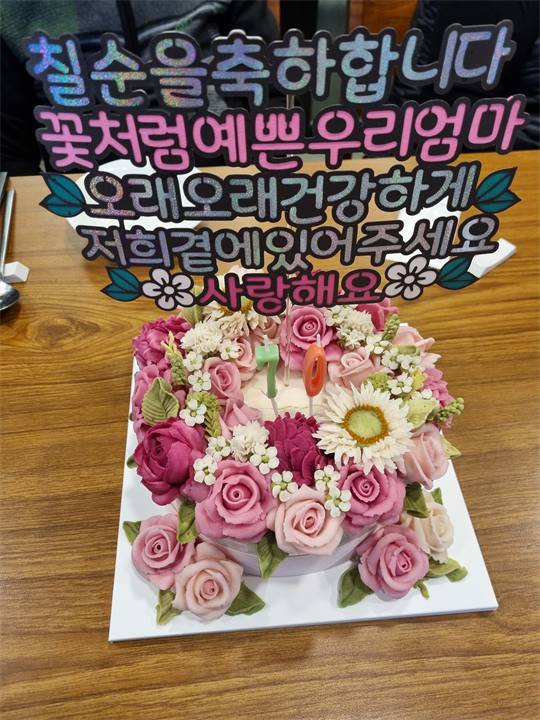 칠순을축하합니다
꽃처럼예쁜우리엄마
오래오래건강하게
저희곁에있어주세요
사랑해요
70